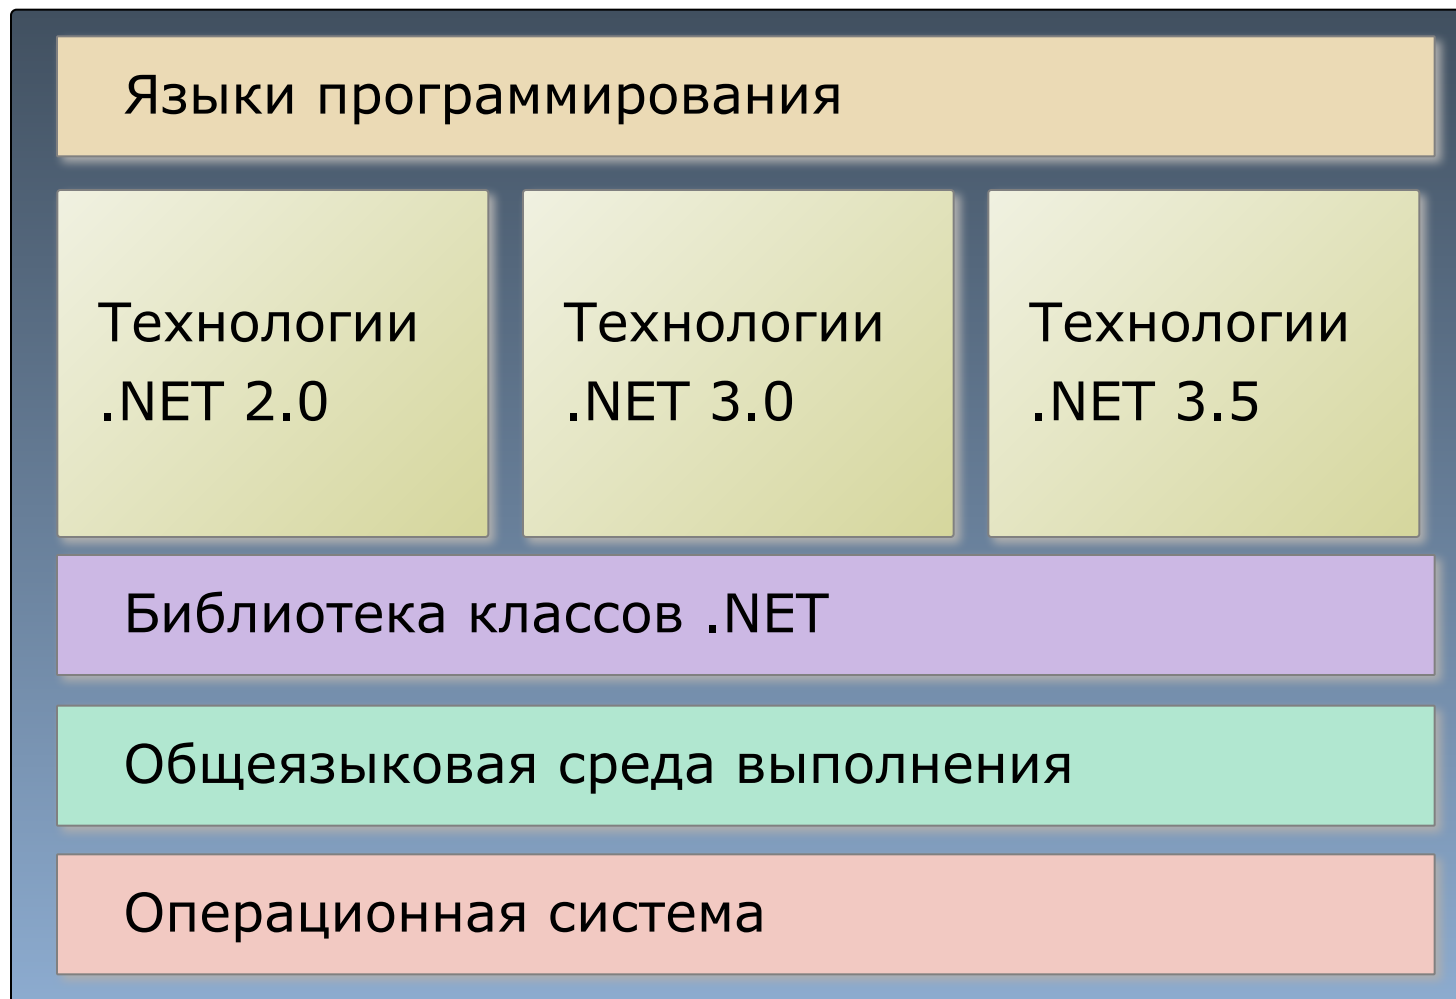 Языки программирования
Технологии
.NET 2.0
Технологии
.NET 3.0
Технологии
.NET 3.5
Библиотека классов .NET
Общеязыковая среда выполнения
Операционная система